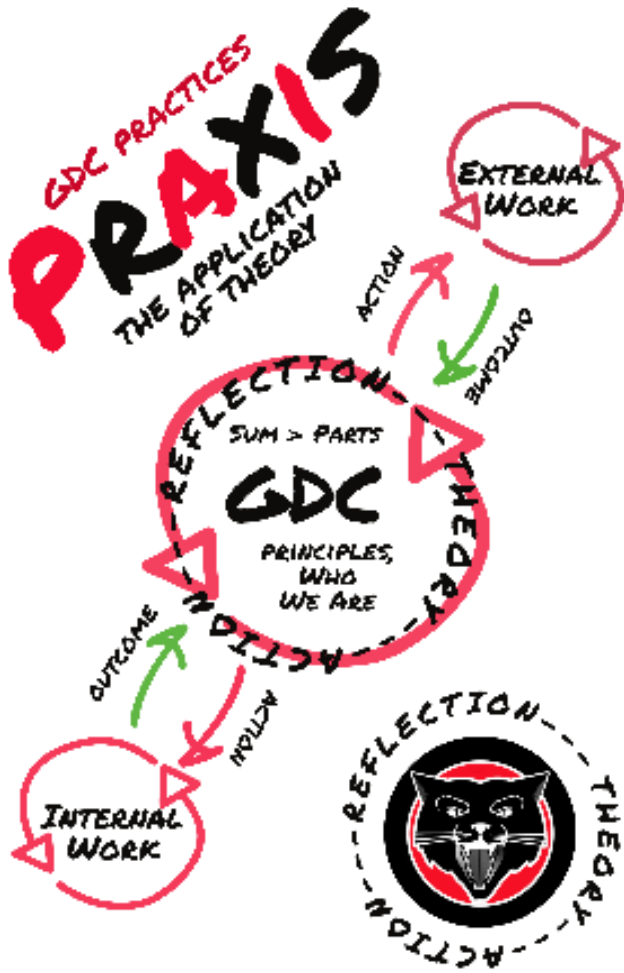 GDC PRACTICES
PRAXIS
THE APPLICATION
OF THEORY
EXTERNAL
WORK
ACTION
OUTCOME
REFLECTION---THEORY---ACTION---
SUM > PARTS
GDC
PRINCIPLES,
WHO
WE ARE
OUTCOME
ACTION
INTERNAL
WORK
REFLECTION---THEORY---ACTION---